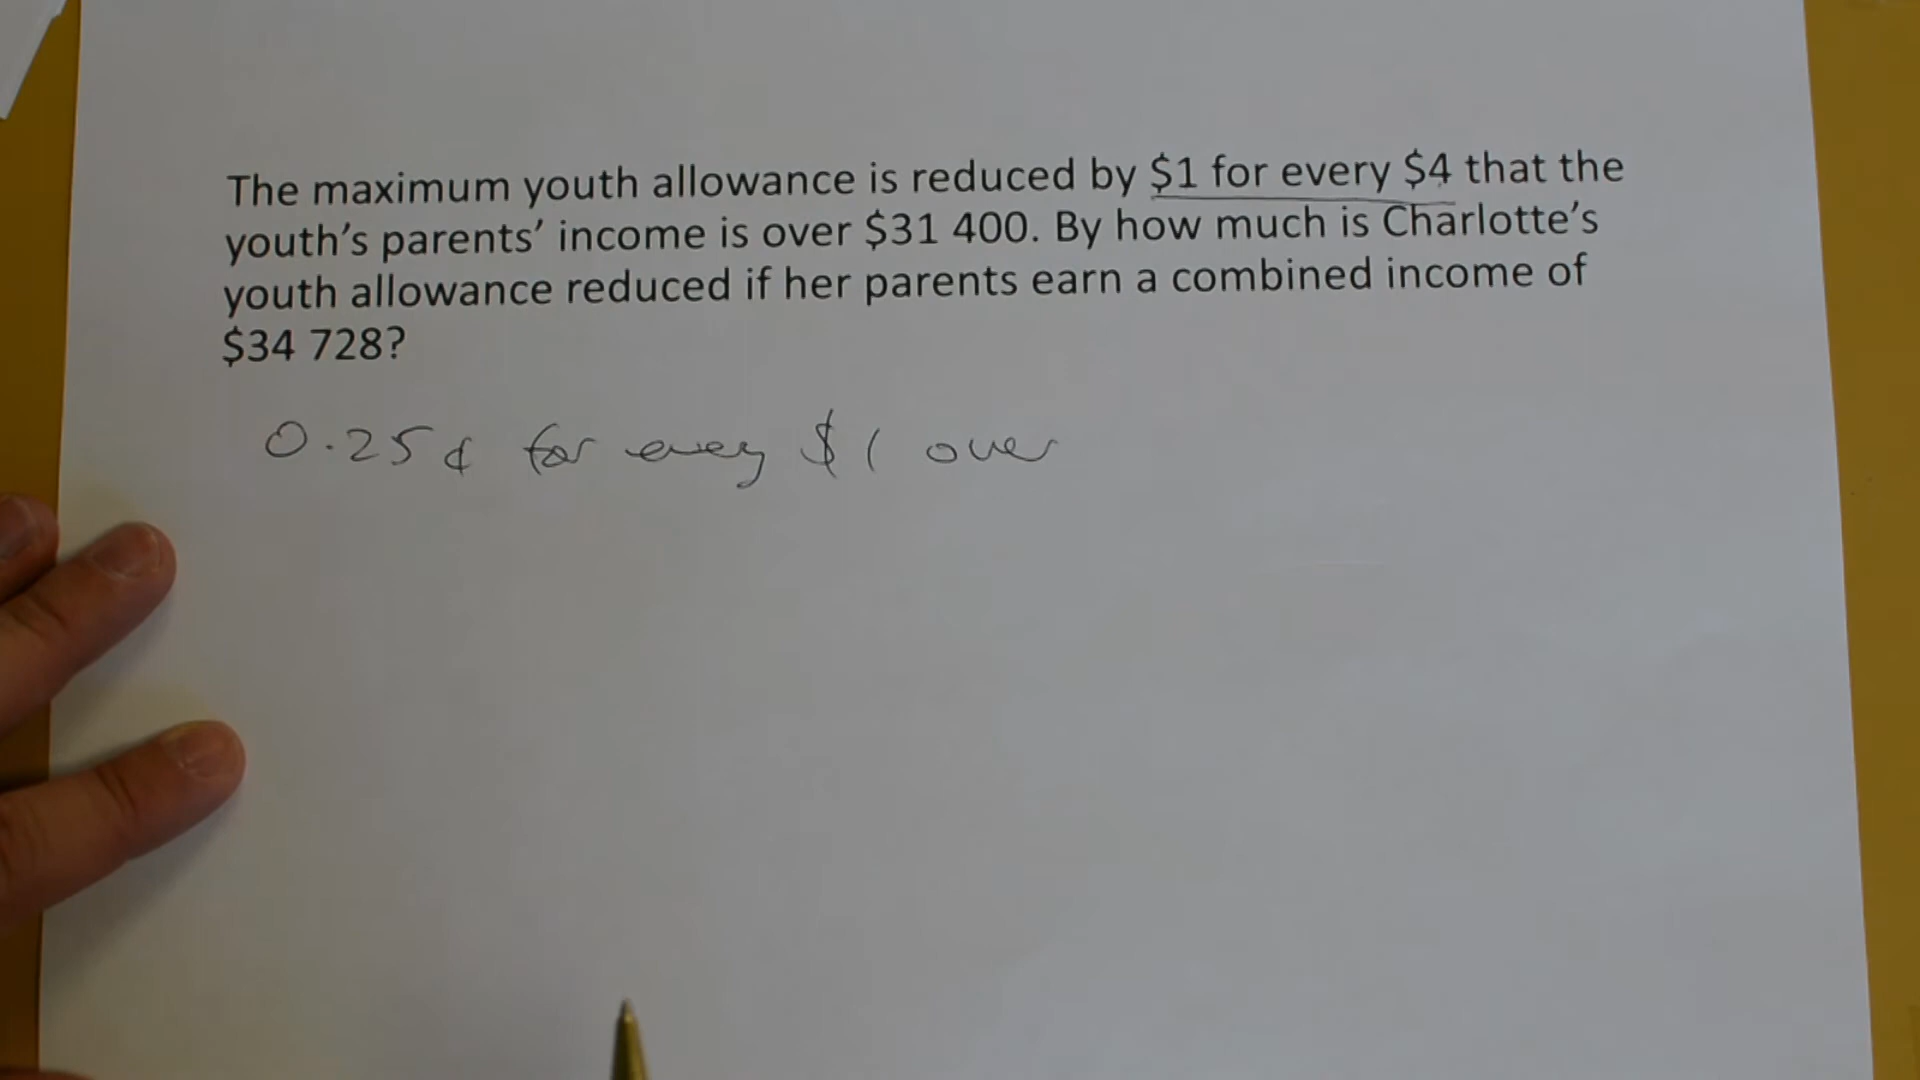 The maximum youth allowance is reduced by $1 for every $4 that the
youth's parents' income is over $31 400. By how much is Charlotte's
youth allowance reduced if her parents earn a combined income of
$34 728?
0.25¢ for every $1 over